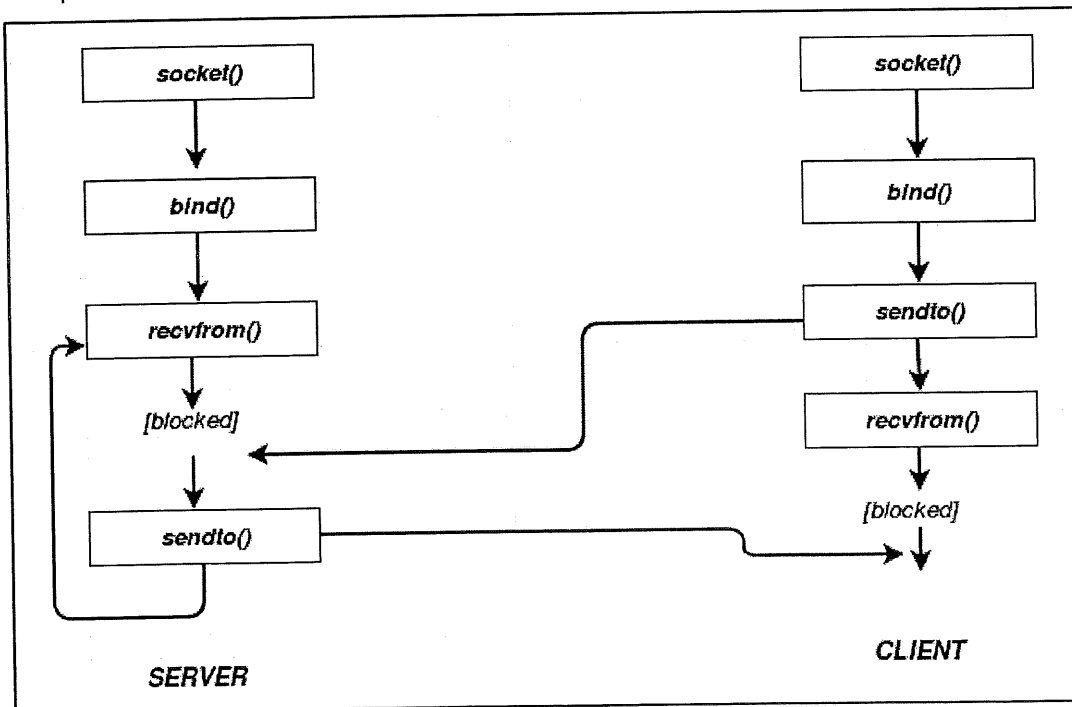 socket()
bind()
recvfrom()
[blocked]
sendto()
SERVER
socket()
bind()
sendto()
recvfrom()
[blocked]
CLIENT